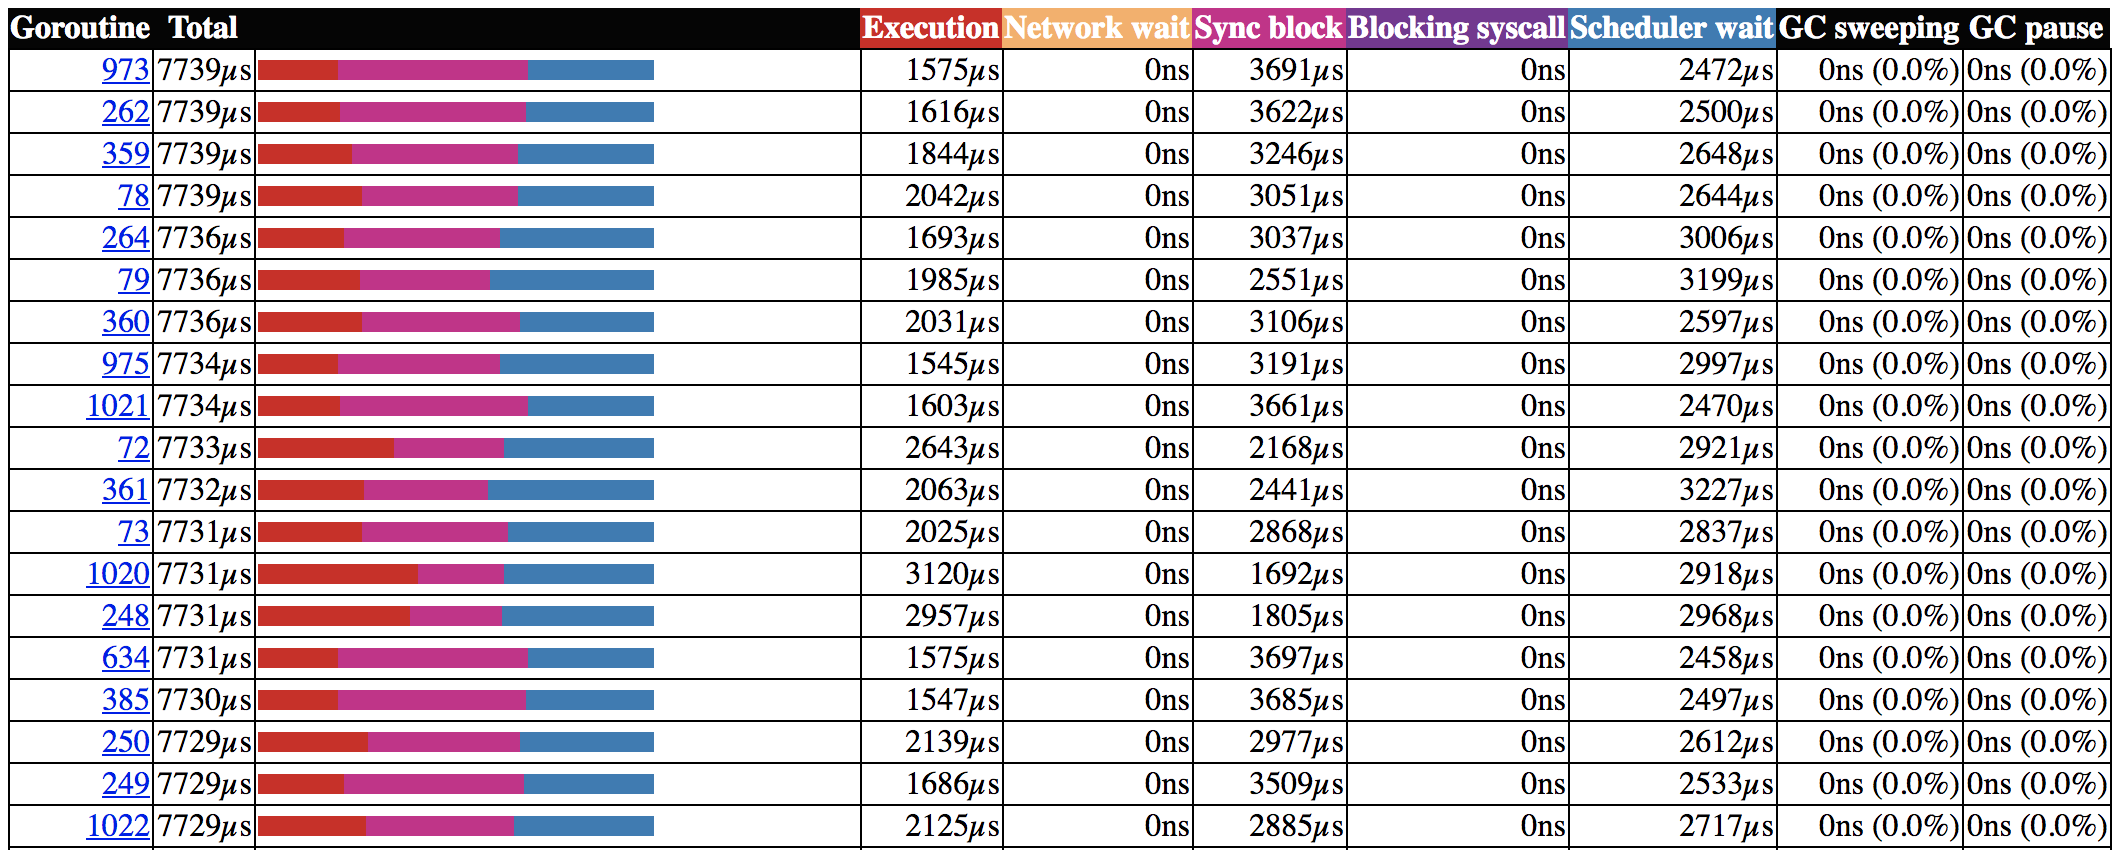 Goroutine Total Execution Network wait Sync block Blocking syscall Scheduler wait GC sweeping GC pause
973 7739µs 1575µs 0ns 3691µs 0ns 2472µs 0ns (0.0%) 0ns (0.0%)
262 7739µs 1616µs 0ns 3622µs 0ns 2500µs 0ns (0.0%) 0ns (0.0%)
359 7739µs 1844µs 0ns 3246µs 0ns 2648µs 0ns (0.0%) 0ns (0.0%)
78 7739µs 2042µs 0ns 3051µs 0ns 2644µs 0ns (0.0%) 0ns (0.0%)
264 7736µs 1693µs 0ns 3037µs 0ns 3006µs 0ns (0.0%) 0ns (0.0%)
79 7736µs 1985µs 0ns 2551µs 0ns 3199µs 0ns (0.0%) 0ns (0.0%)
360 7736µs 2031µs 0ns 3106µs 0ns 2597µs 0ns (0.0%) 0ns (0.0%)
975 7734µs 1545µs 0ns 3191µs 0ns 2997µs 0ns (0.0%) 0ns (0.0%)
1021 7734µs 1603µs 0ns 3661µs 0ns 2470µs 0ns (0.0%) 0ns (0.0%)
72 7733µs 2643µs 0ns 2168µs 0ns 2921µs 0ns (0.0%) 0ns (0.0%)
361 7732µs 2063µs 0ns 2441µs 0ns 3227µs 0ns (0.0%) 0ns (0.0%)
73 7731µs 2025µs 0ns 2868µs 0ns 2837µs 0ns (0.0%) 0ns (0.0%)
1020 7731µs 3120µs 0ns 1692µs 0ns 2918µs 0ns (0.0%) 0ns (0.0%)
248 7731µs 2957µs 0ns 1805µs 0ns 2968µs 0ns (0.0%) 0ns (0.0%)
634 7731µs 1575µs 0ns 3697µs 0ns 2458µs 0ns (0.0%) 0ns (0.0%)
385 7730µs 1547µs 0ns 3685µs 0ns 2497µs 0ns (0.0%) 0ns (0.0%)
250 7729µs 2139µs 0ns 2977µs 0ns 2612µs 0ns (0.0%) 0ns (0.0%)
249 7729µs 1686µs 0ns 3509µs 0ns 2533µs 0ns (0.0%) 0ns (0.0%)
1022 7729µs 2125µs 0ns 2885µs 0ns 2717µs 0ns (0.0%) 0ns (0.0%)